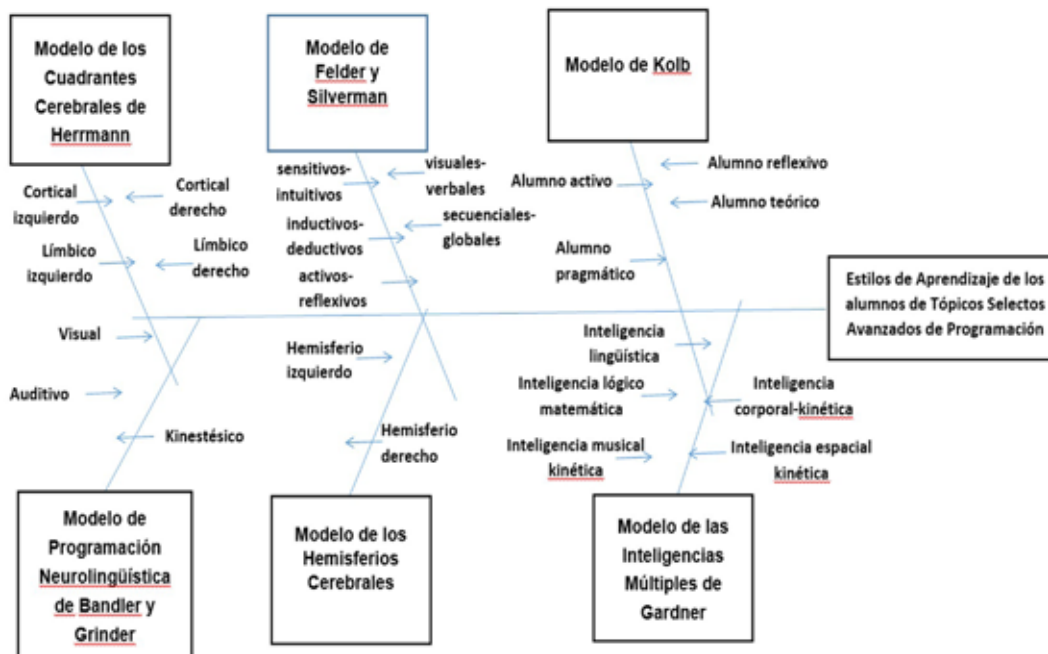 Modelo de los
Cuadrantes
Cerebrales de
Herrmann
Modelo de
Felder y
Silverman
Modelo de Kolb
Cortical
izquierdo
Cortical
derecho
Límbico
izquierdo
Límbico
derecho
sensitivos-
intuitivos
visuales-
verbales
inductivos-
deductivos
secuenciales-
globales
activos-
reflexivos
Alumno reflexivo
Alumno activo
Alumno teórico
Alumno
pragmático
Estilos de Aprendizaje de los
alumnos de Tópicos Selectos
Avanzados de Programación
Visual
Auditivo
Kinestésico
Hemisferio
izquierdo
Hemisferio
derecho
Inteligencia
lingüística
Inteligencia lógico
matemática
Inteligencia
corporal-kinética
Inteligencia musical
kinética
Inteligencia espacial
kinética
Modelo de
Programación
Neurolingüística
de Bandler y
Grinder
Modelo de los
Hemisferios
Cerebrales
Modelo de las
Inteligencias
Múltiples de
Gardner